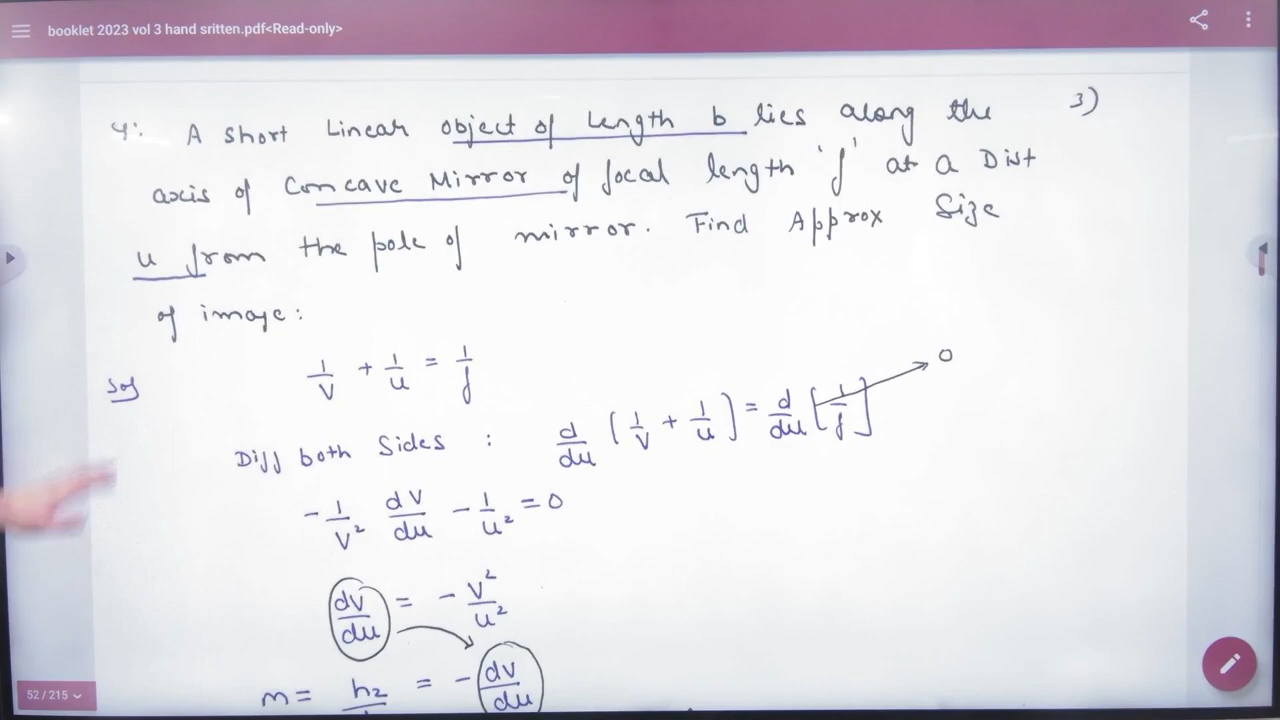 booklet 2023 vol 3 hand sritten.pdf<Read-only>
4: A short Linear object of Length b lies along the
axis of Concave Mirror of focal length 'f' at a Dist
u from the pole of mirror. Find Approx Size
of image:
3)
Sol
1/v + 1/u = 1/f
Diff both Sides : d/du [1/v + 1/u] = d/du [1/f] 0
- 1/v² dv/du - 1/u² = 0
dv/du = - v²/u²
m = h₂ = - dv/du
52 / 215